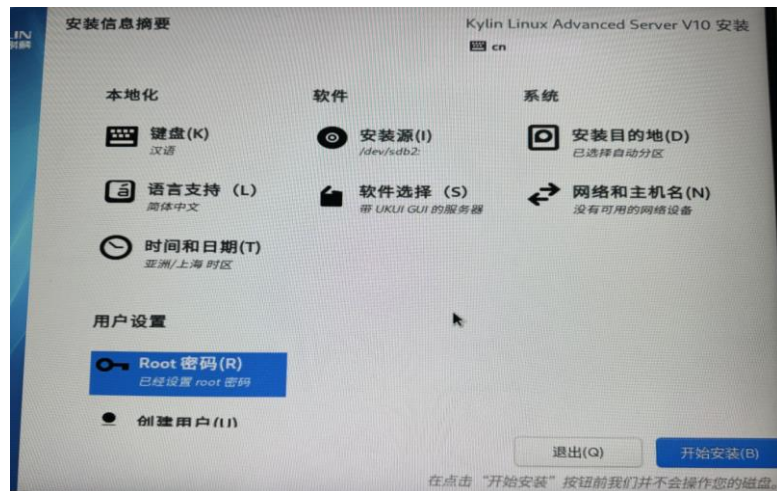 安装信息摘要
Kylin Linux Advanced Server V10 安装
cn
本地化
软件
系统
键盘(K)
汉语
安装源(I)
/dev/sdb2:
安装目的地(D)
已选择自动分区
语言支持 (L)
简体中文
软件选择 (S)
带 UKUI GUI 的服务器
网络和主机名(N)
没有可用的网络设备
时间和日期(T)
亚洲/上海 时区
用户设置
Root 密码(R)
已经设置 root 密码
创建用户(U)
退出(Q)
开始安装(B)
在点击 "开始安装" 按钮前我们并不会操作您的磁盘。